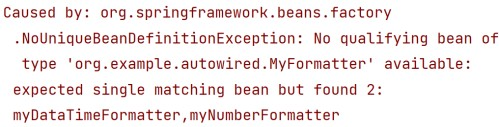 Caused by: org.springframework.beans.factory
.NoUniqueBeanDefinitionException: No qualifying bean of
type 'org.example.autowired.MyFormatter' available:
expected single matching bean but found 2:
myDataTimeFormatter,myNumberFormatter